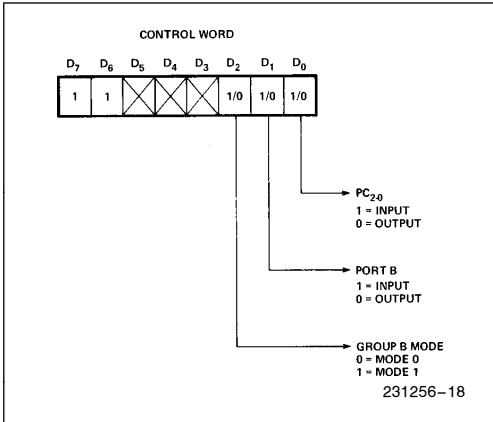 CONTROL WORD
D7 D6 D5 D4 D3 D2 D1 D0
1 1 1/0 1/0 1/0
PC2-0
1 = INPUT
0 = OUTPUT
PORT B
1 = INPUT
0 = OUTPUT
GROUP B MODE
0 = MODE 0
1 = MODE 1
231256–18